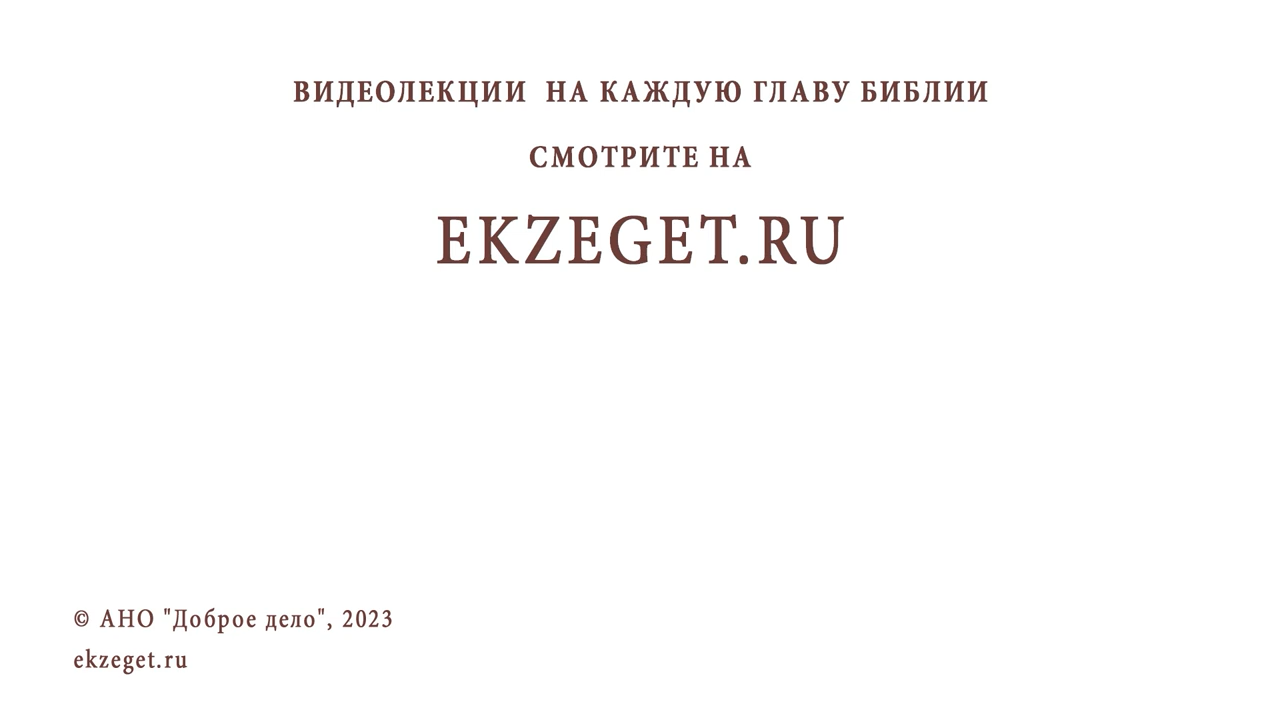 ВИДЕОЛЕКЦИИ НА КАЖДУЮ ГЛАВУ БИБЛИИ
СМОТРИТЕ НА
EKZEGET.RU
© АНО "Доброе дело", 2023
ekzeget.ru